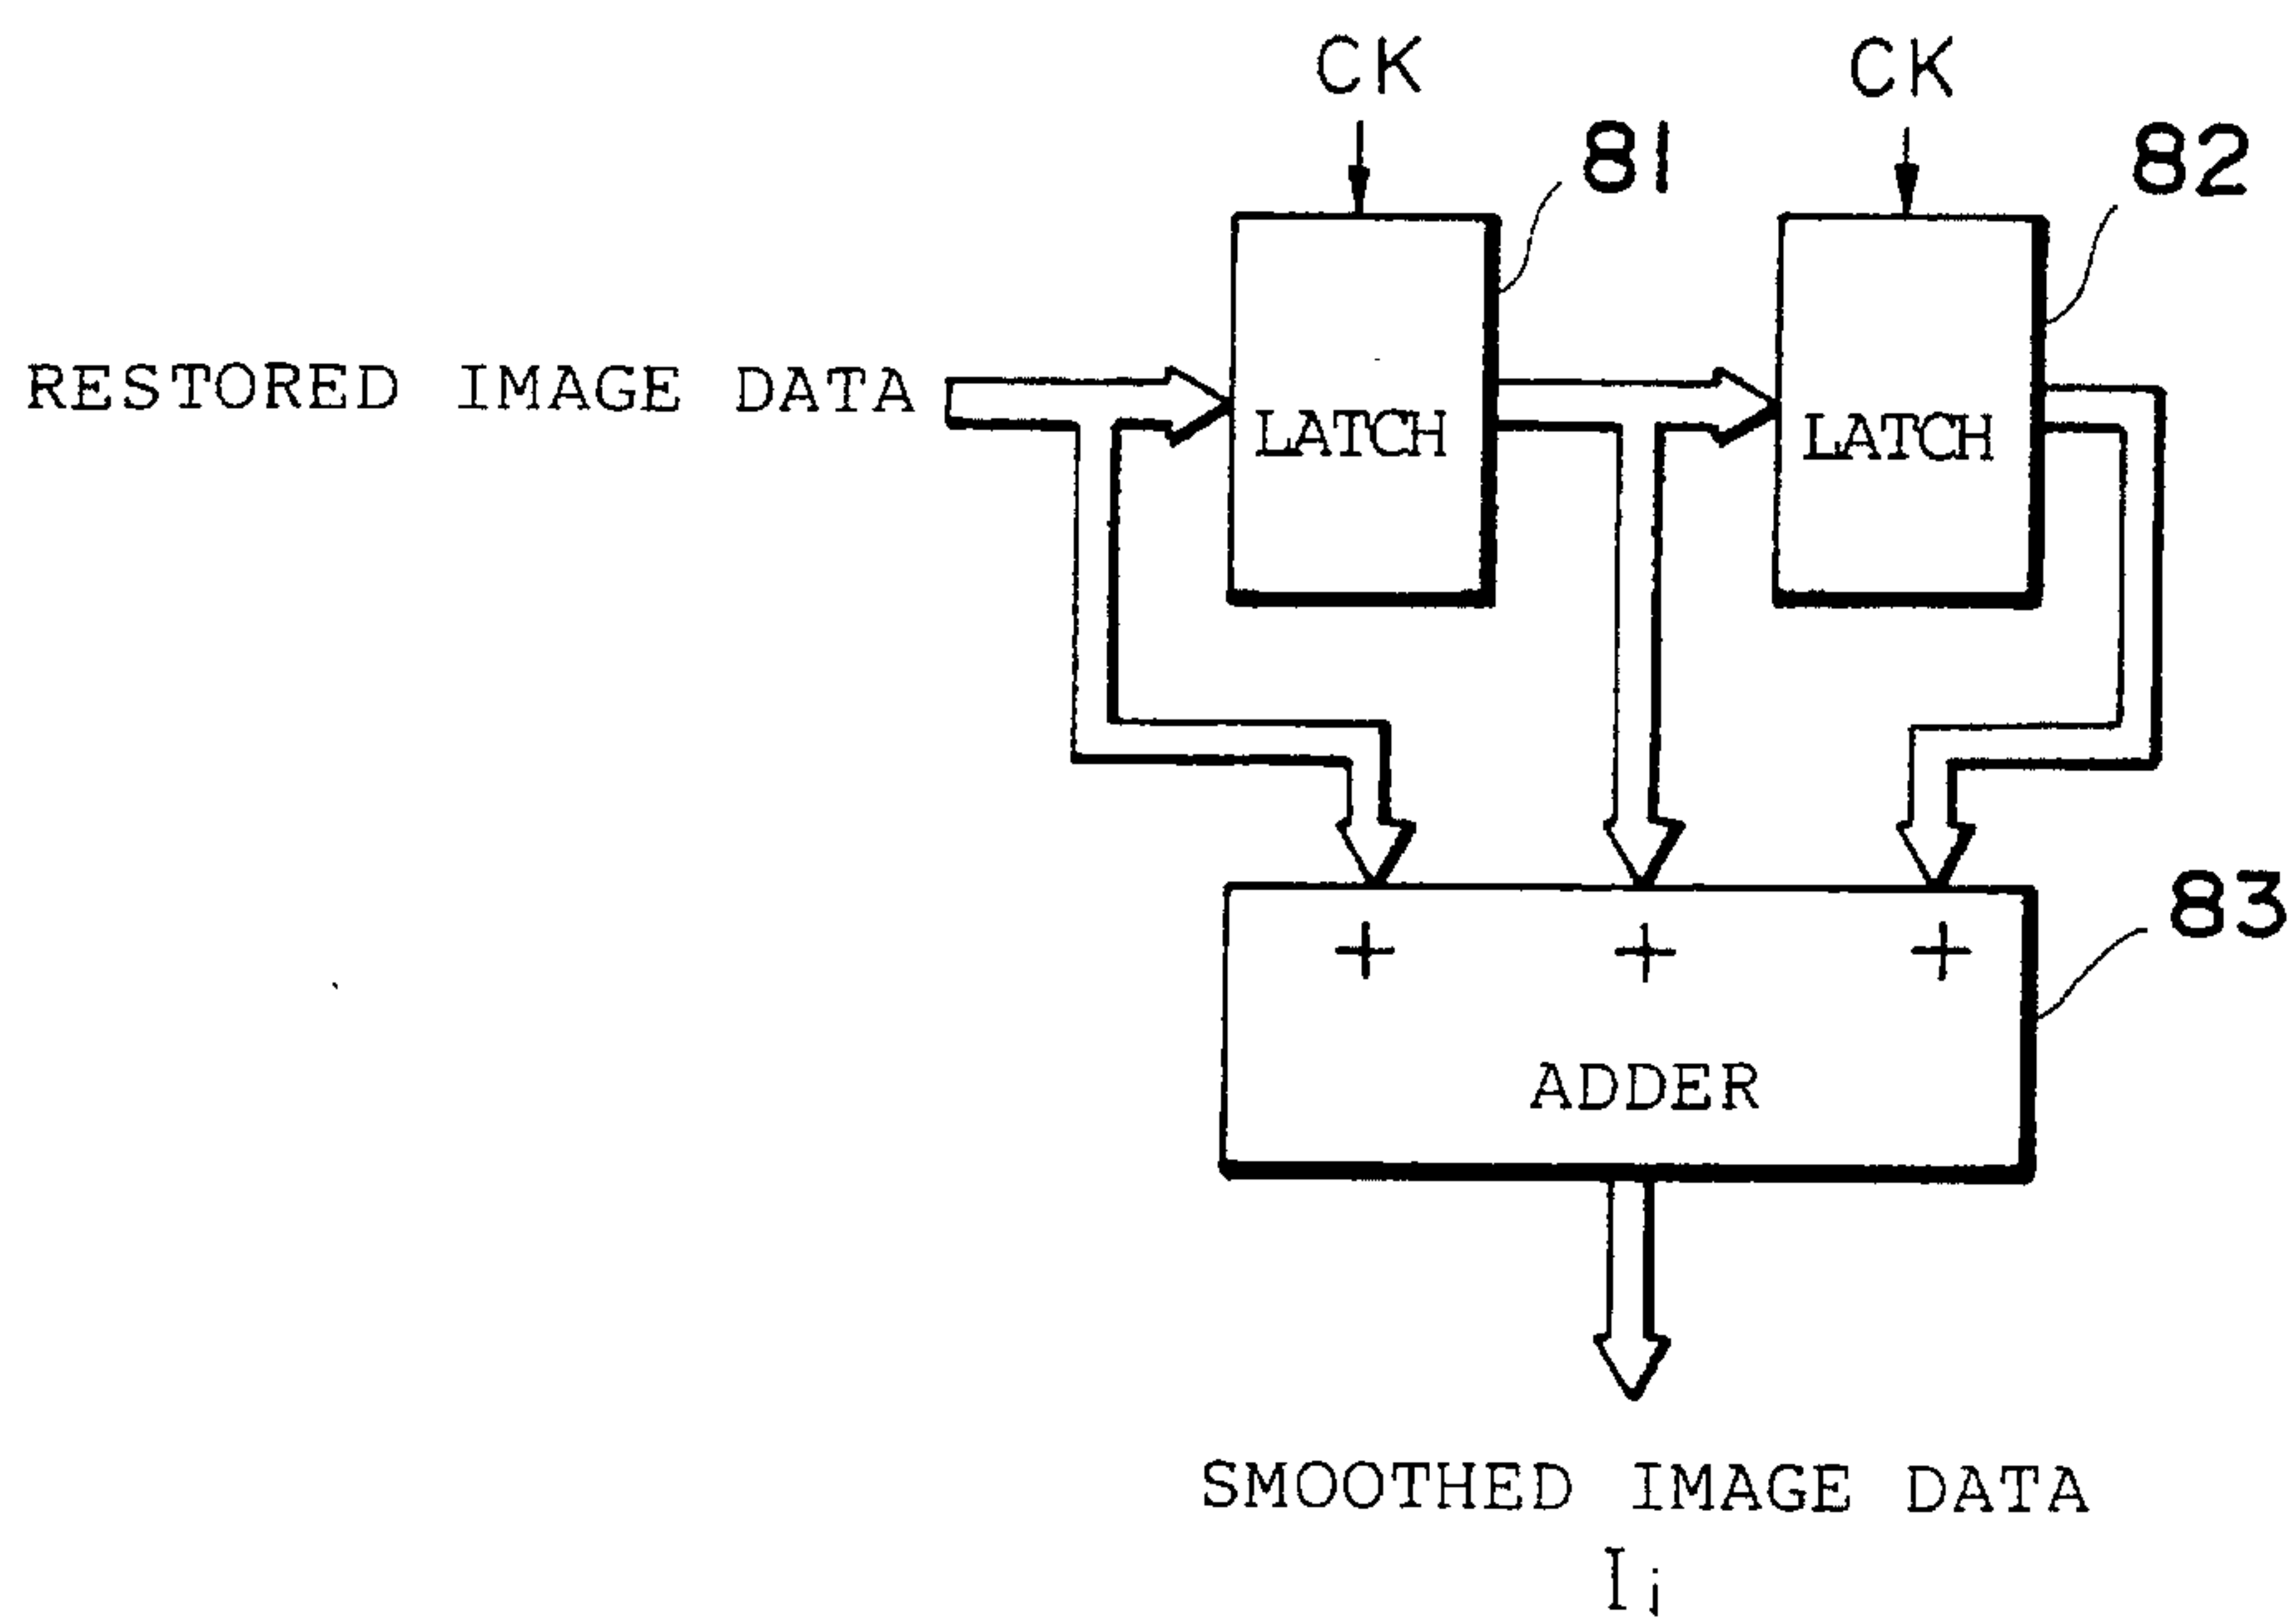 CK CK
81
82
RESTORED IMAGE DATA
LATCH LATCH
83
+ + +
ADDER
SMOOTHED IMAGE DATA
Ii